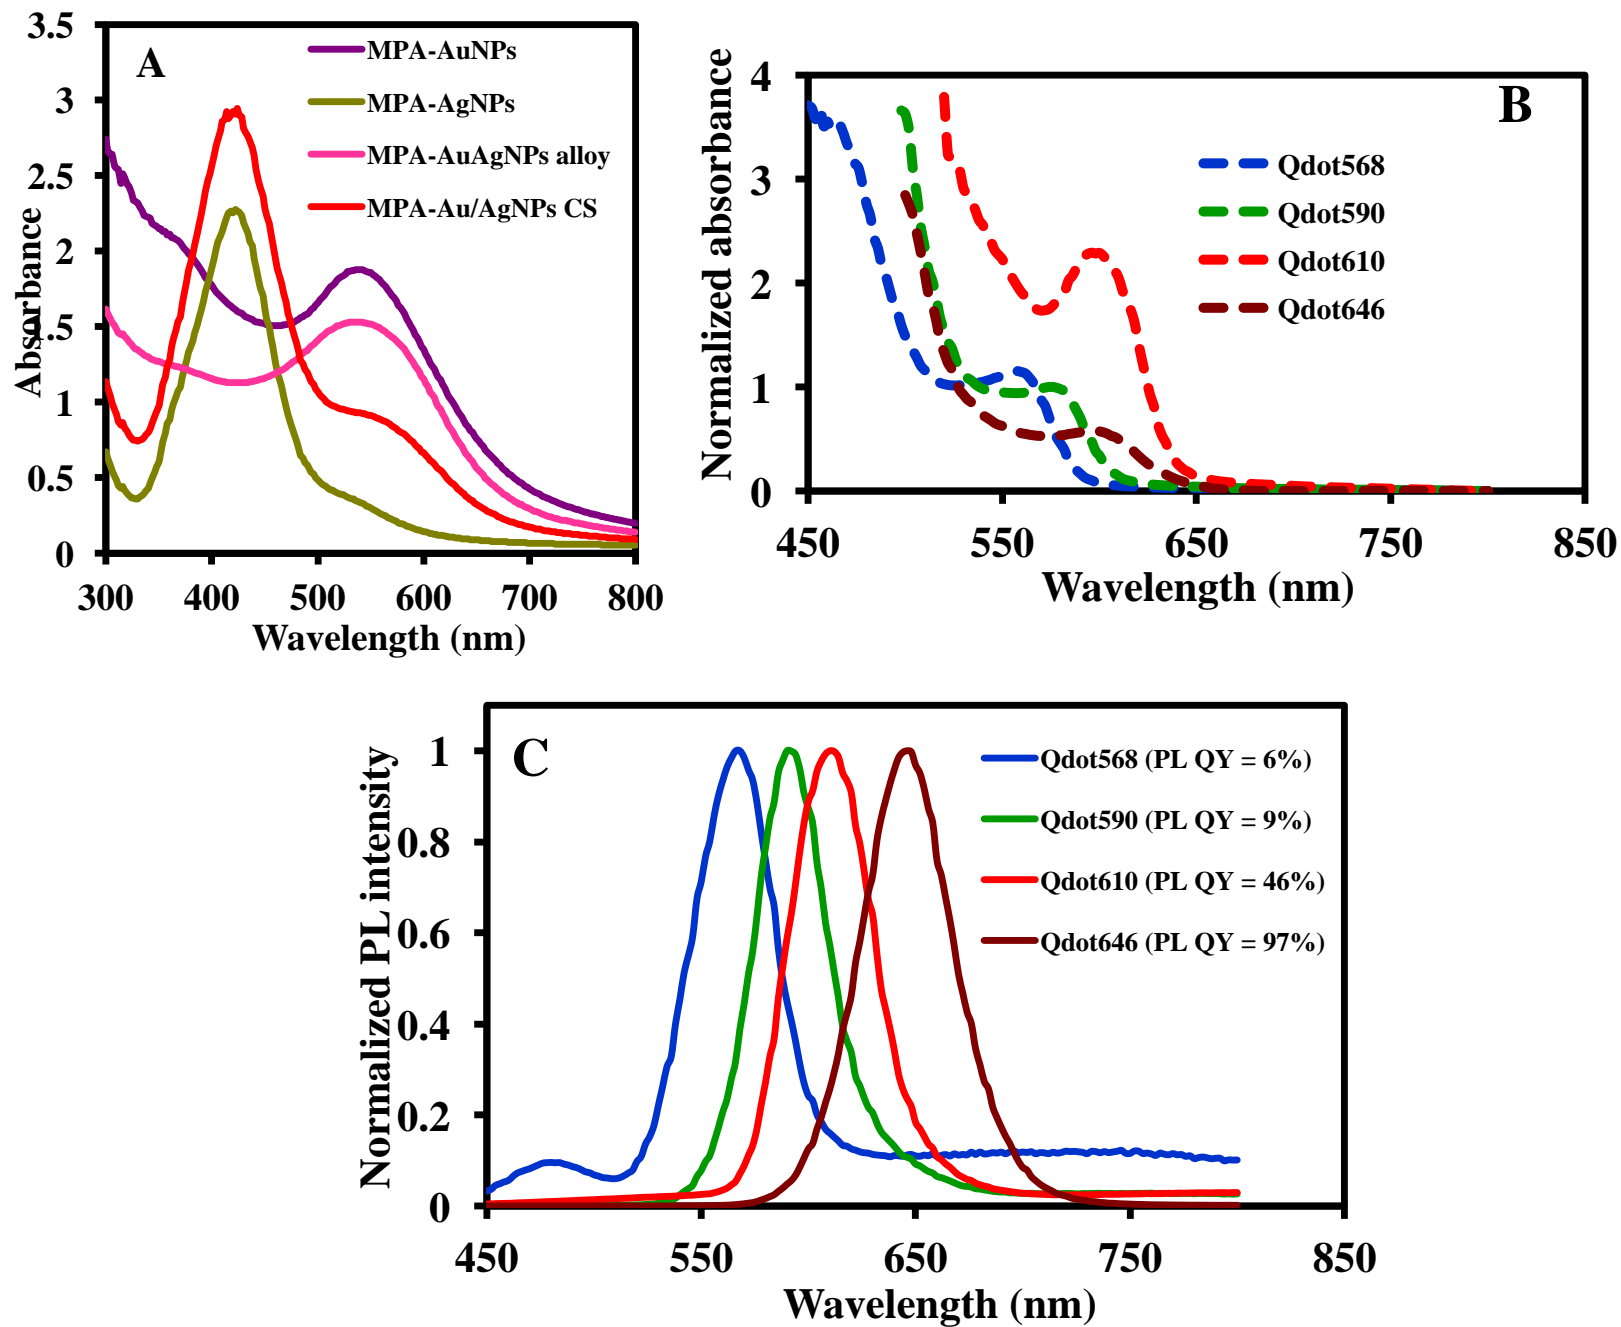 A
MPA-AuNPs
MPA-AgNPs
MPA-AuAgNPs alloy
MPA-Au/AgNPs CS
Absorbance
3.5
3
2.5
2
1.5
1
0.5
0
300 400 500 600 700 800
Wavelength (nm)
B
Qdot568
Qdot590
Qdot610
Qdot646
Normalized absorbance
4
3
2
1
0
450 550 650 750 850
Wavelength (nm)
C
Qdot568 (PL QY = 6%)
Qdot590 (PL QY = 9%)
Qdot610 (PL QY = 46%)
Qdot646 (PL QY = 97%)
Normalized PL intensity
1
0.8
0.6
0.4
0.2
0
450 550 650 750 850
Wavelength (nm)